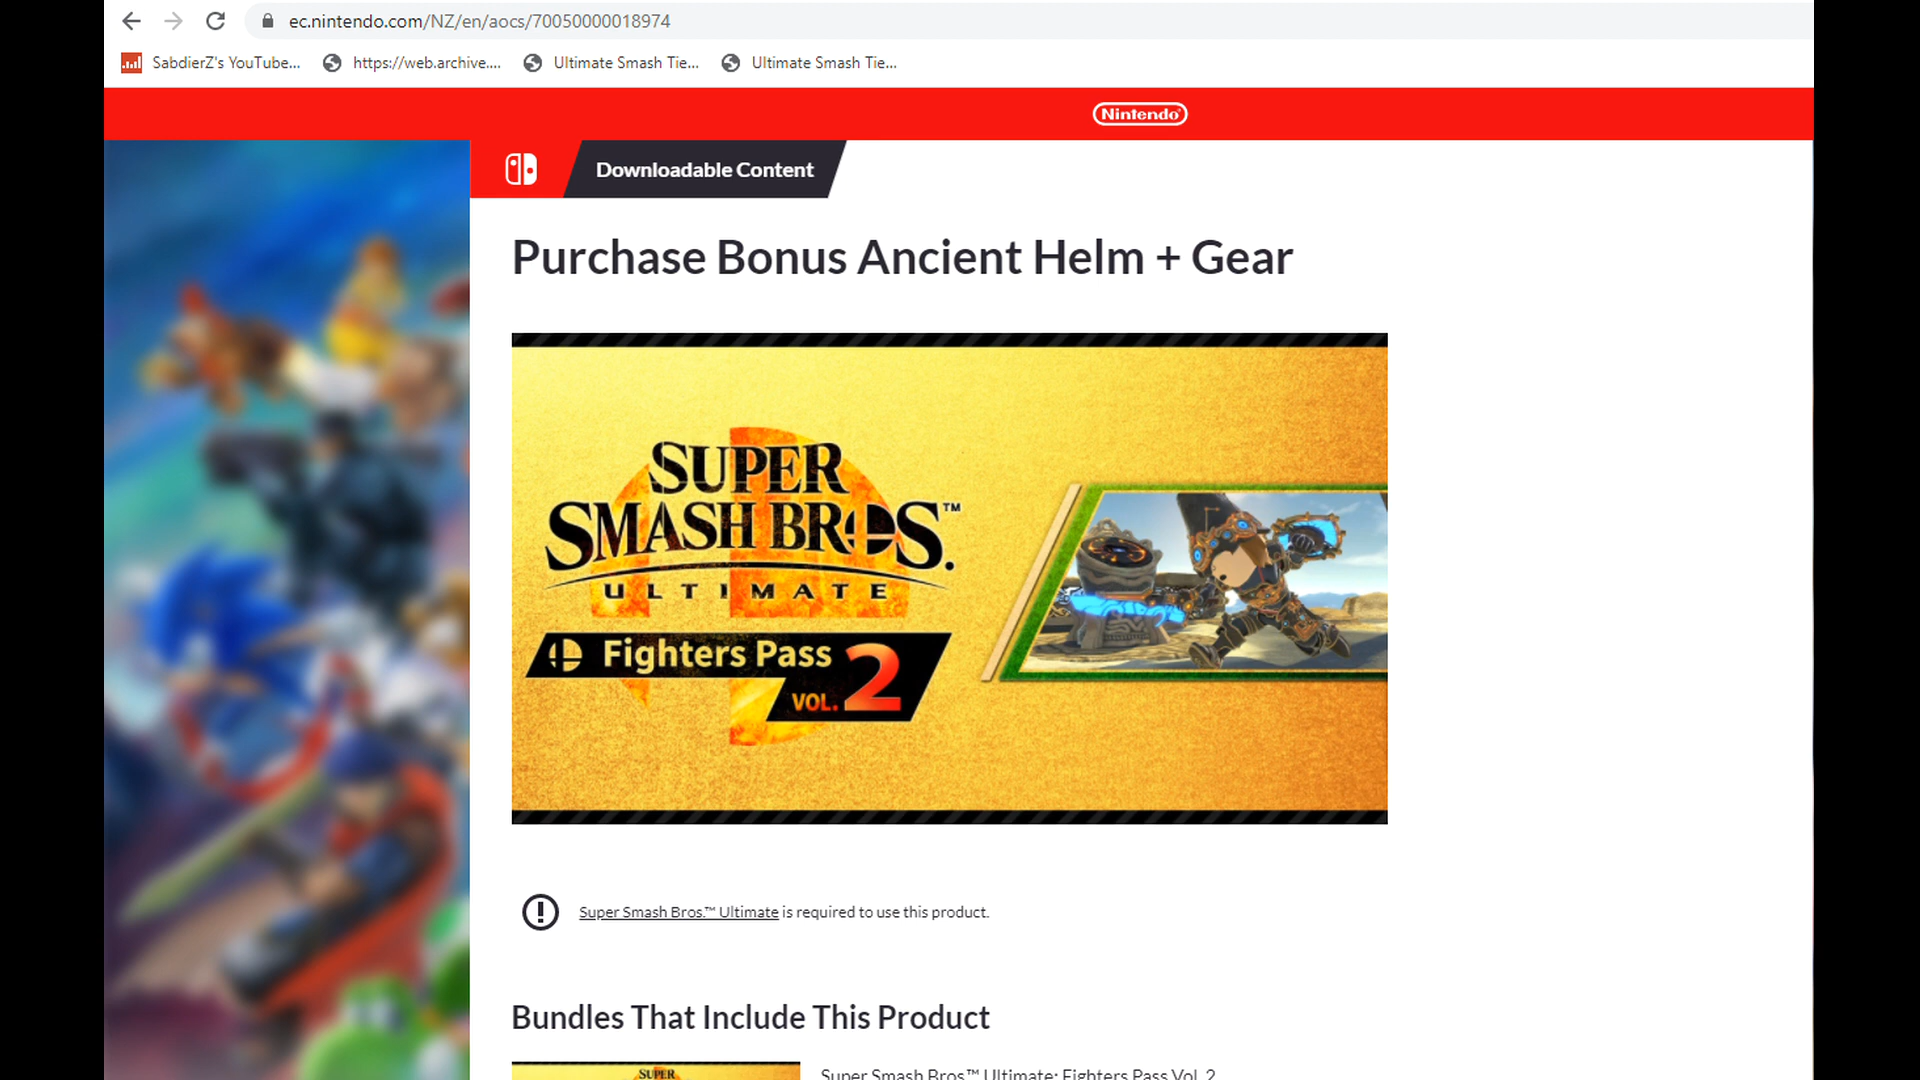 ec.nintendo.com/NZ/en/aocs/70050000018974
SabdierZ's YouTube... https://web.archive.... Ultimate Smash Tie... Ultimate Smash Tie...
Nintendo
Downloadable Content
Purchase Bonus Ancient Helm + Gear
SUPER
SMASH BROS.™
ULTIMATE
Fighters Pass
VOL. 2
Super Smash Bros.™ Ultimate is required to use this product.
Bundles That Include This Product
SUPER
Super Smash Bros™ Ultimate: Fighters Pass Vol. 2